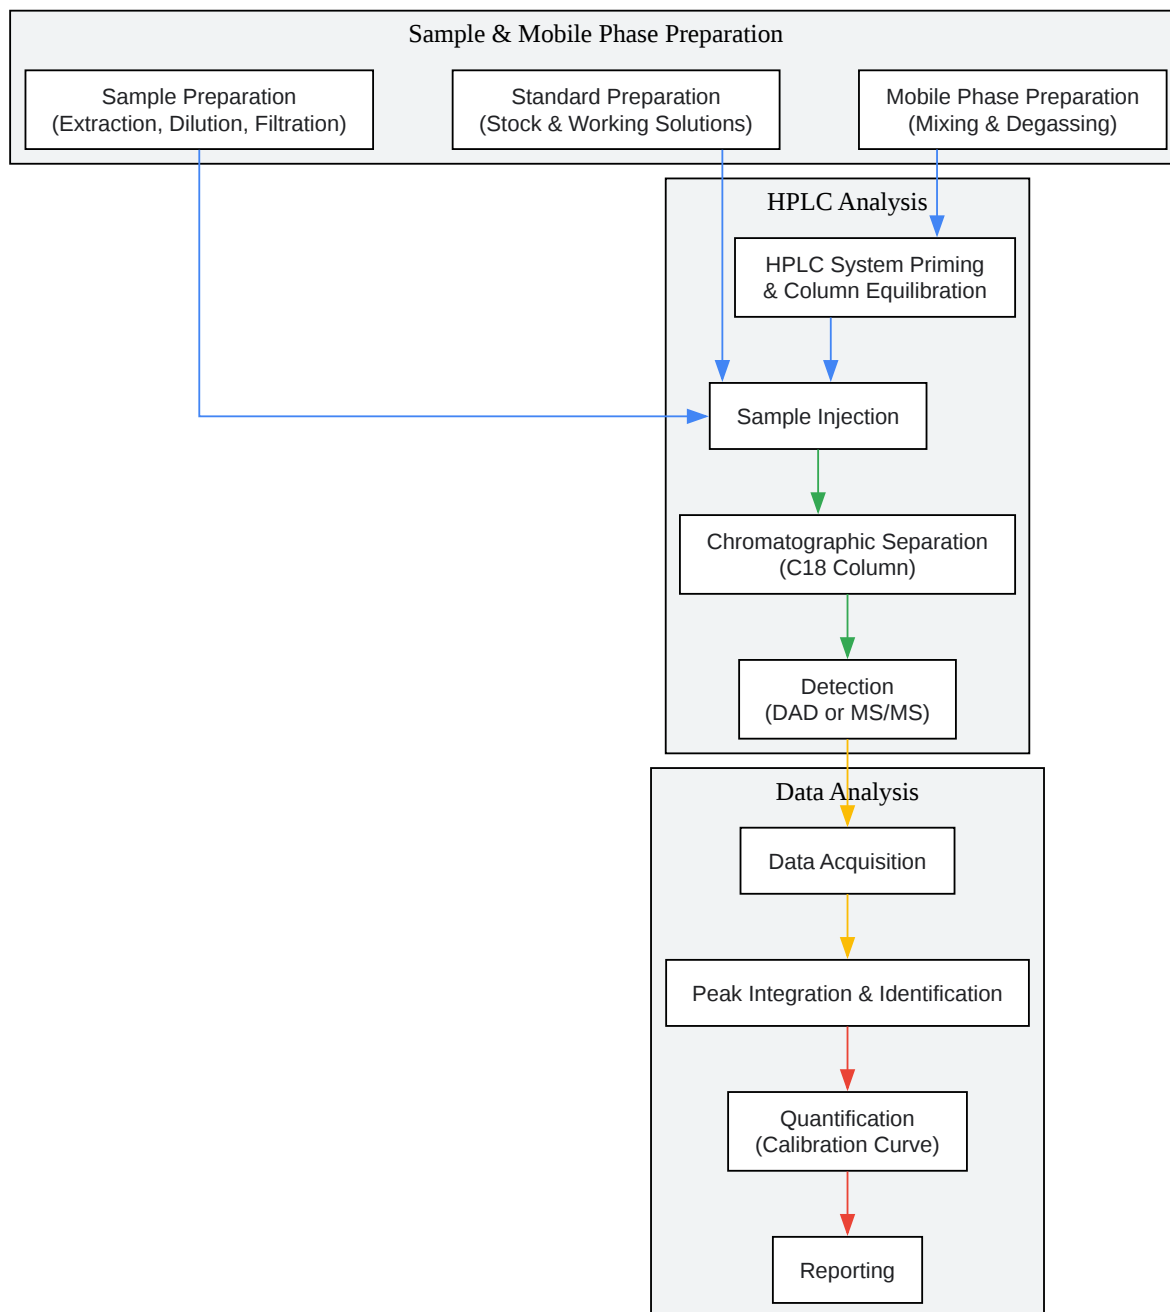 Sample & Mobile Phase Preparation
Sample Preparation
(Extraction, Dilution, Filtration)
Standard Preparation
(Stock & Working Solutions)
Mobile Phase Preparation
(Mixing & Degassing)
HPLC Analysis
HPLC System Priming
& Column Equilibration
Sample Injection
Chromatographic Separation
(C18 Column)
Detection
(DAD or MS/MS)
Data Analysis
Data Acquisition
Peak Integration & Identification
Quantification
(Calibration Curve)
Reporting